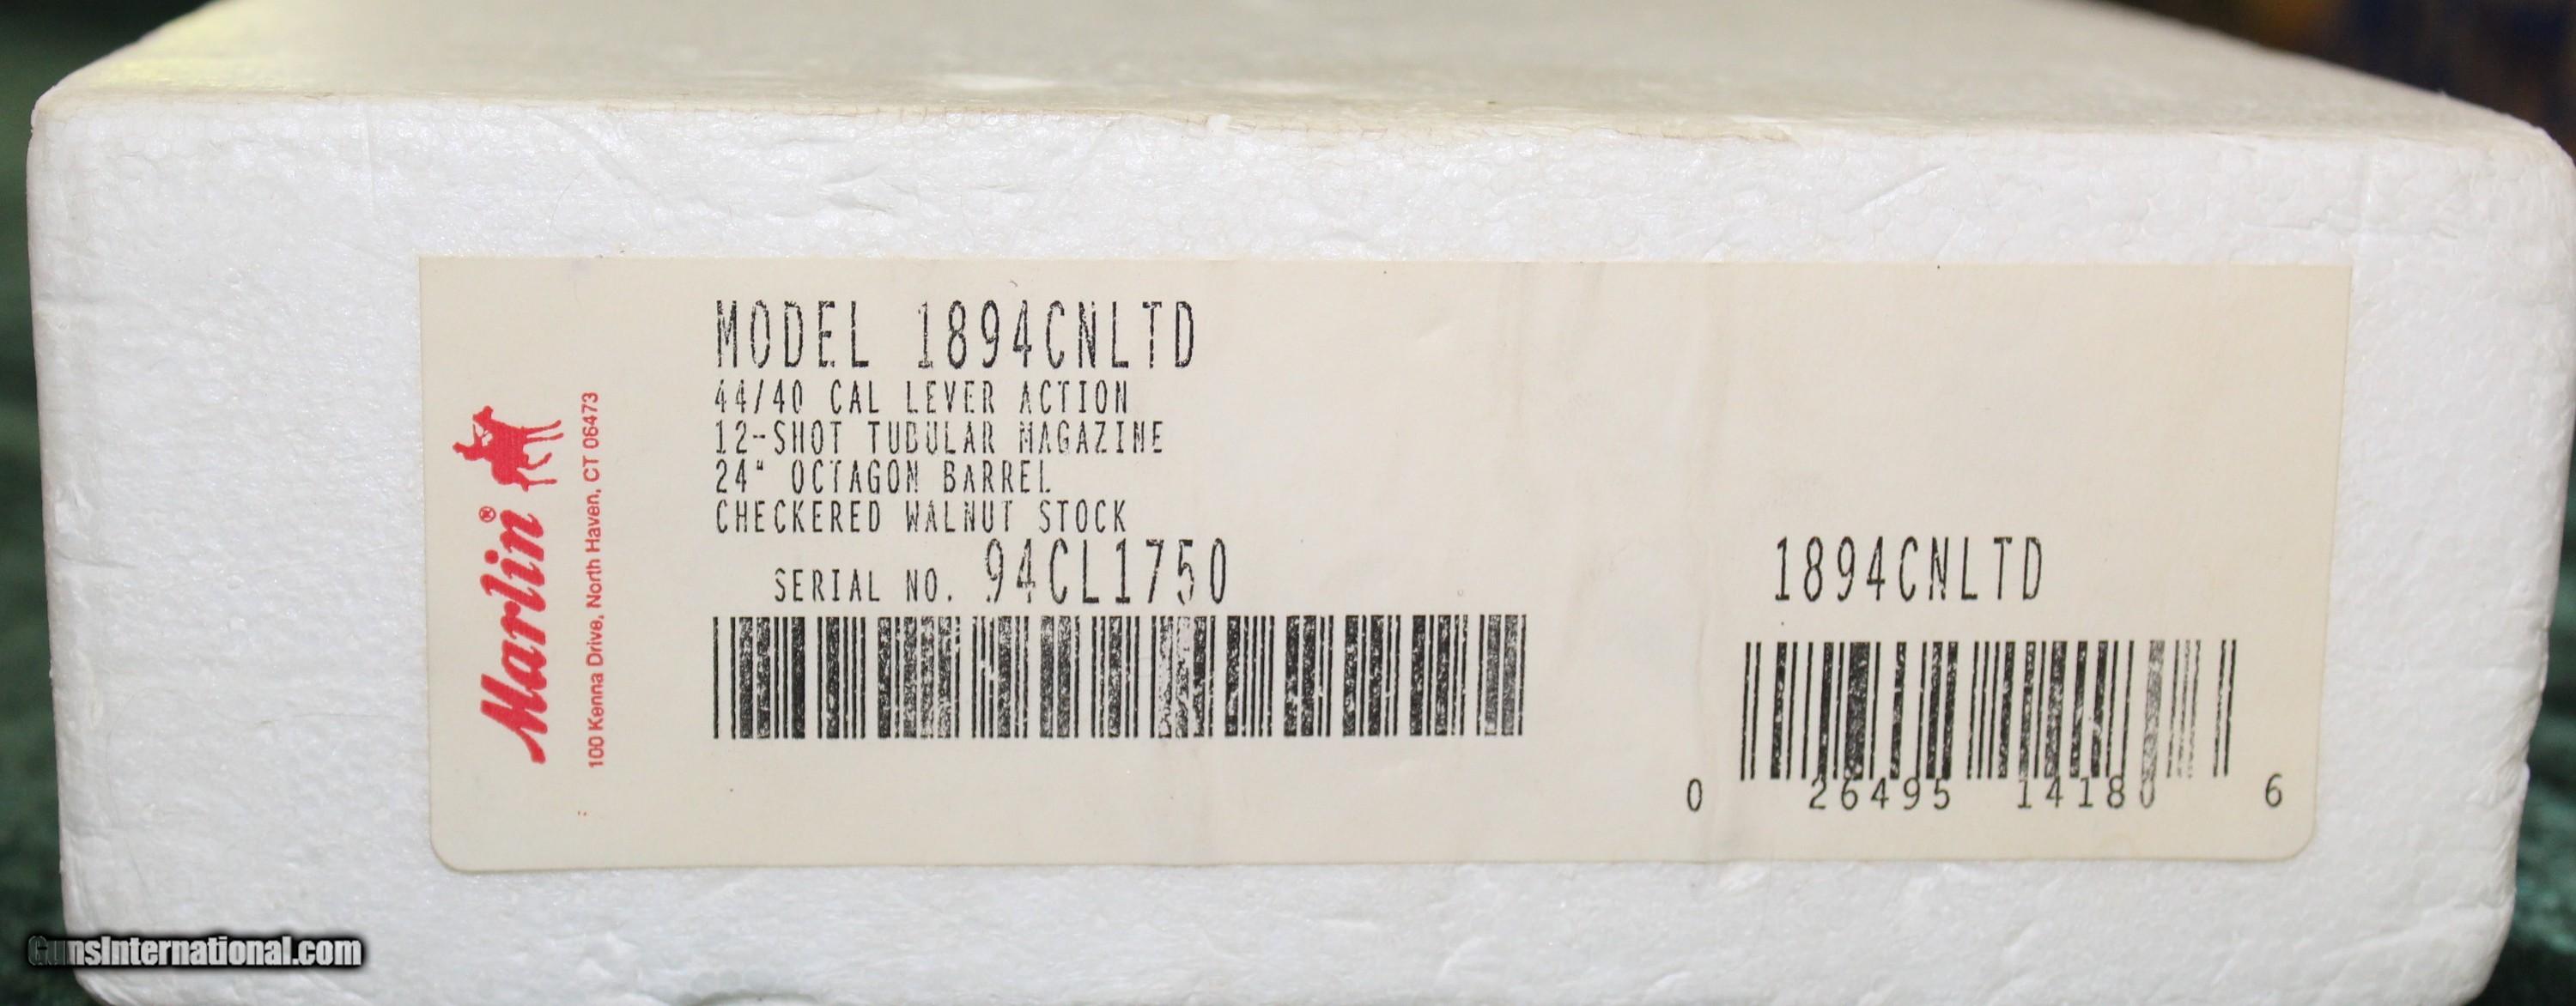 Marlin®
100 Kenna Drive, North Haven, CT 06473
MODEL 1894CNLTD
44/40 CAL LEVER ACTION
12-SHOT TUBULAR MAGAZINE
24" OCTAGON BARREL
CHECKERED WALNUT STOCK
SERIAL NO. 94CL1750
1894CNLTD
0 26495 14180 6
GunsInternational.com